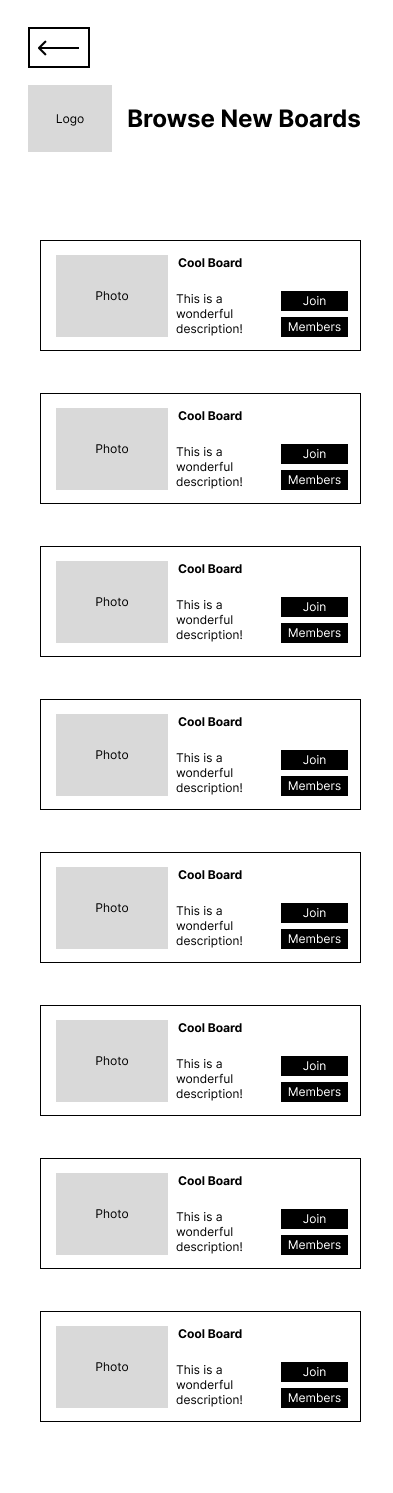 Logo
Browse New Boards
Cool Board
Photo
This is a
wonderful
description!
Join
Members
Cool Board
Photo
This is a
wonderful
description!
Join
Members
Cool Board
Photo
This is a
wonderful
description!
Join
Members
Cool Board
Photo
This is a
wonderful
description!
Join
Members
Cool Board
Photo
This is a
wonderful
description!
Join
Members
Cool Board
Photo
This is a
wonderful
description!
Join
Members
Cool Board
Photo
This is a
wonderful
description!
Join
Members
Cool Board
Photo
This is a
wonderful
description!
Join
Members